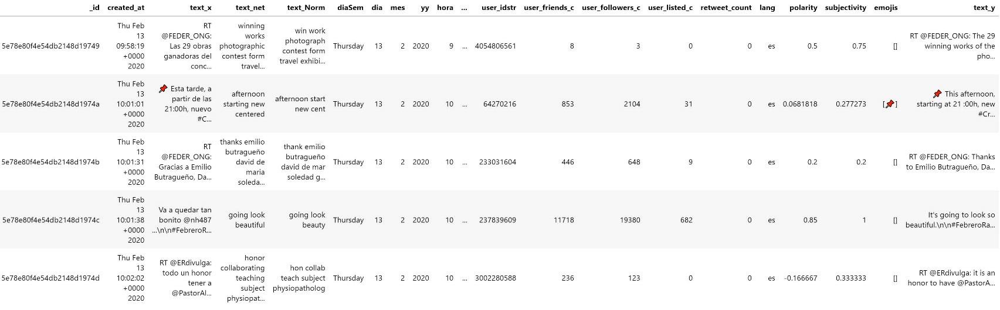 _id created_at text_x text_net text_Norm diaSem dia mes yy hora ... user_idstr user_friends_c user_followers_c user_listed_c retweet_count lang polarity subjectivity emojis text_y
5e78e80f4e54db2148d19749
Thu Feb
13
09:58:19
+0000
2020
RT
@FEDER_ONG:
Las 29 obras
ganadoras del
conc...
winning
works
photographic
contest form
travel...
win work
photograph
contest form
travel exhibi...
Thursday 13 2 2020 9 ... 4054806561 8 3 0 0 es 0.5 0.75 []
RT @FEDER_ONG: The 29
winning works of the
pho...
5e78e80f4e54db2148d1974a
Thu Feb
13
10:01:01
+0000
2020
📌 Esta tarde, a
partir de las
21:00h, nuevo
#C...
afternoon
starting new
centered
afternoon start
new cent
Thursday 13 2 2020 10 ... 64270216 853 2104 31 0 es 0.0681818 0.277273 [📌]
📌 This afternoon,
starting at 21 :00h, new
#Cr...
5e78e80f4e54db2148d1974b
Thu Feb
13
10:01:31
+0000
2020
RT
@FEDER_ONG:
Gracias a Emilio
Butragueño, Da...
thanks emilio
butragueño
david de
maria
soleda...
thank emilio
butragueño
david de mar
soledad g...
Thursday 13 2 2020 10 ... 233031604 446 648 9 0 es 0.2 0.2 []
RT @FEDER_ONG: Thanks
to Emilio Butragueño, Da...
5e78e80f4e54db2148d1974c
Thu Feb
13
10:01:38
+0000
2020
Va a quedar tan
bonito @nh487
...\n\n#FebreroR...
going look
beautiful
going look
beauty
Thursday 13 2 2020 10 ... 237839609 11718 19380 682 0 es 0.85 1 []
It's going to look so
beautiful.\n\n#FebreroRa...
5e78e80f4e54db2148d1974d
Thu Feb
13
10:02:02
+0000
2020
RT @ERdivulga:
todo un honor
tener a
@PastorAl...
honor
collaborating
teaching
subject
physiopat...
hon collab
teach subject
physiopatholog
Thursday 13 2 2020 10 ... 3002280588 236 123 0 0 es -0.166667 0.333333 []
RT @ERdivulga: it is an
honor to have @PastorA...